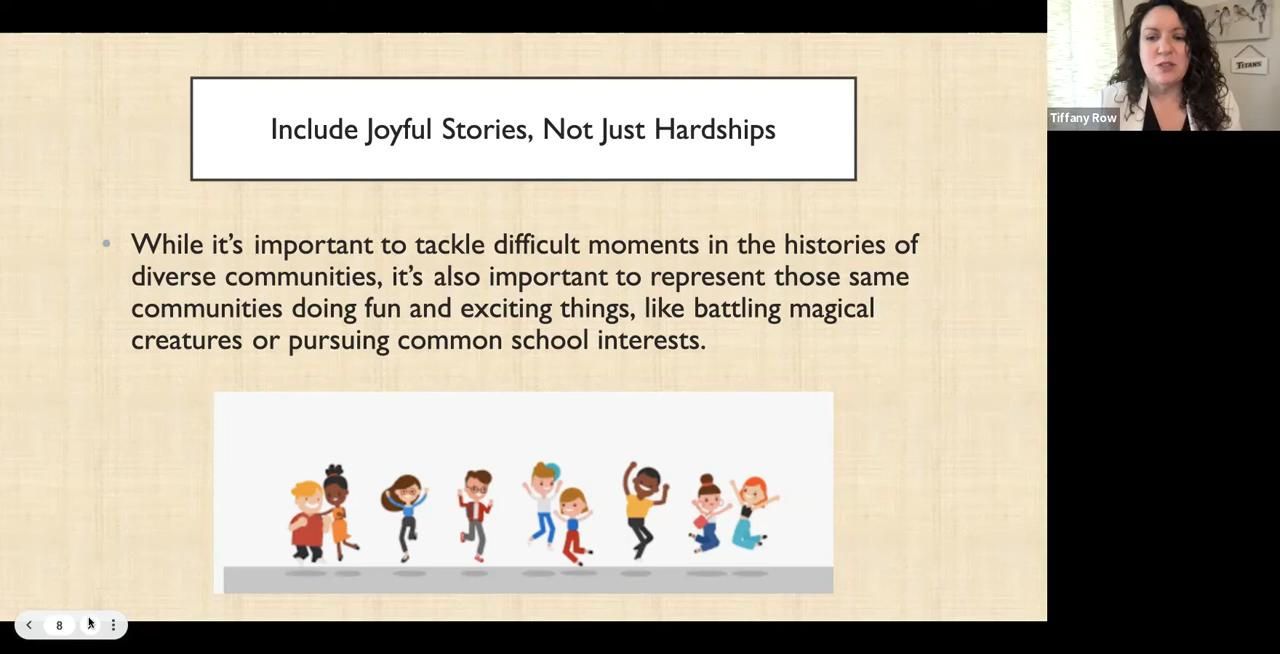 Include Joyful Stories, Not Just Hardships
TITANS
Tiffany Row
While it's important to tackle difficult moments in the histories of
diverse communities, it's also important to represent those same
communities doing fun and exciting things, like battling magical
creatures or pursuing common school interests.
8